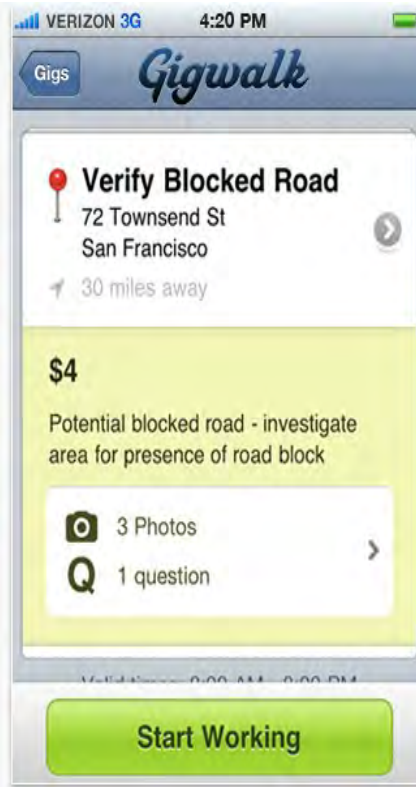 VERIZON 3G 4:20 PM
Gigs
Gigwalk
Verify Blocked Road
72 Townsend St
San Francisco
30 miles away
$4
Potential blocked road - investigate
area for presence of road block
3 Photos
Q 1 question
Start Working